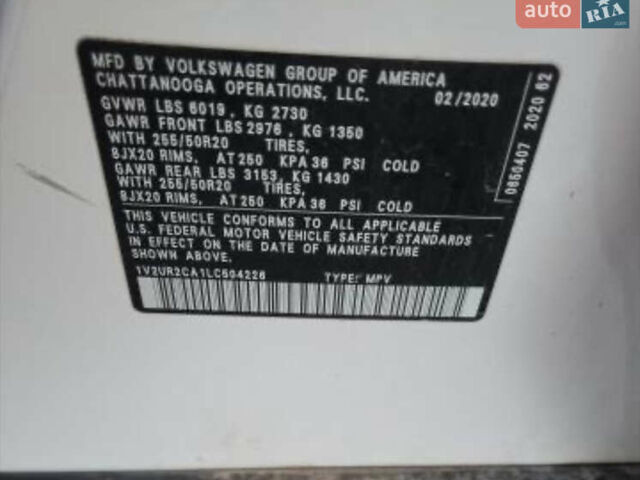 auto RIA.com
MFD BY VOLKSWAGEN GROUP OF AMERICA
CHATTANOOGA OPERATIONS, LLC. 02/2020
GVWR LBS 6019, KG 2730
GAWR FRONT LBS 2976, KG 1350
WITH 255/50R20 TIRES,
8JX20 RIMS, AT 250 KPA 36 PSI COLD
GAWR REAR LBS 3153, KG 1430
WITH 255/50R20 TIRES,
8JX20 RIMS, AT 250 KPA 36 PSI COLD
THIS VEHICLE CONFORMS TO ALL APPLICABLE
U.S. FEDERAL MOTOR VEHICLE SAFETY STANDARDS
IN EFFECT ON THE DATE OF MANUFACTURE
SHOWN ABOVE.
1V2UR2CA1LC504226 TYPE: MPV
0650407 2020 62